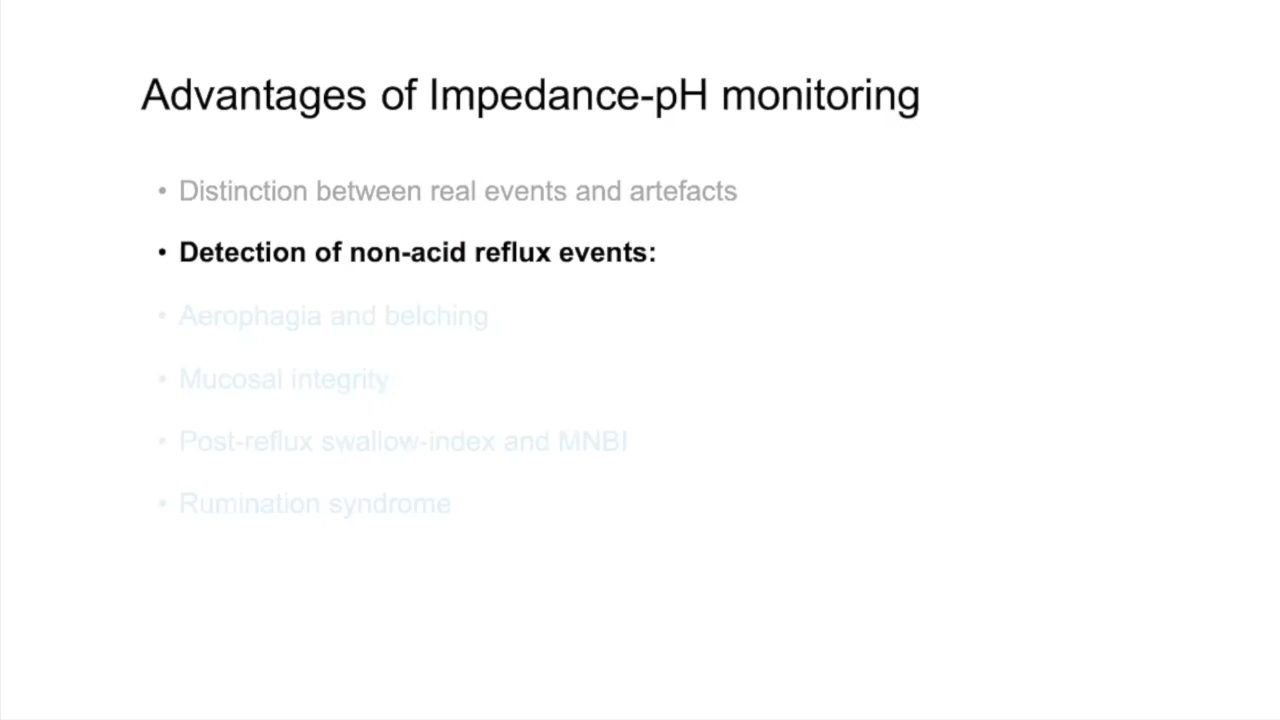 Advantages of Impedance-pH monitoring
• Distinction between real events and artefacts
• Detection of non-acid reflux events:
• Aerophagia and belching
• Mucosal integrity
• Post-reflux swallow-index and MNBI
• Rumination syndrome